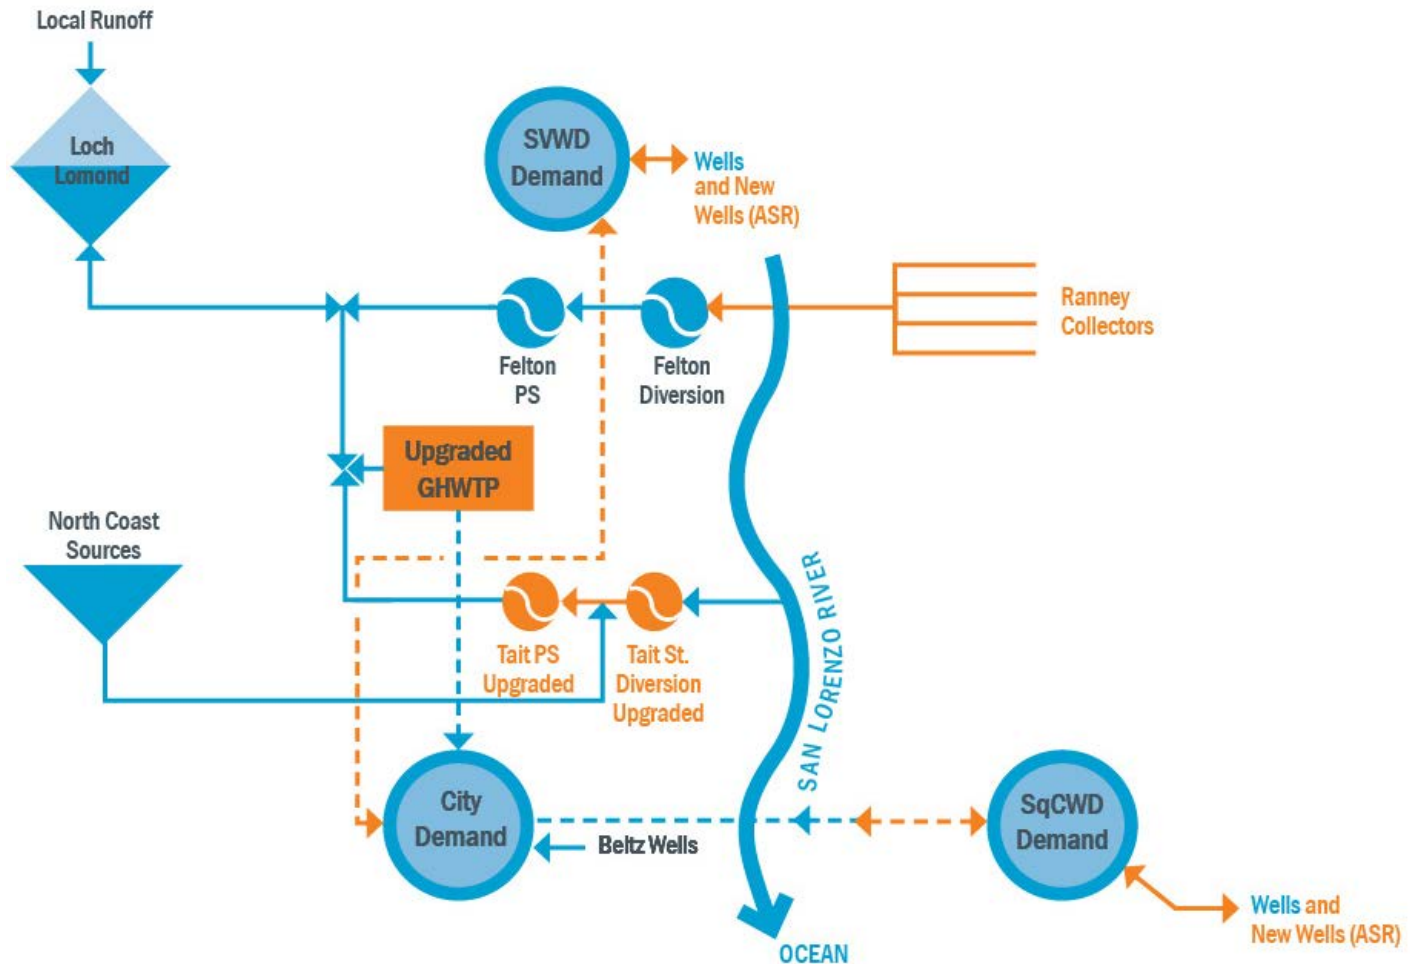 Local Runoff
Loch
Lomond
SVWD
Demand
Wells
and New
Wells (ASR)
Ranney
Collectors
Felton
PS
Felton
Diversion
Upgraded
GHWTP
North Coast
Sources
SAN LORENZO RIVER
Tait PS
Upgraded
Tait St.
Diversion
Upgraded
City
Demand
Beltz Wells
SqCWD
Demand
Wells and
New Wells (ASR)
OCEAN